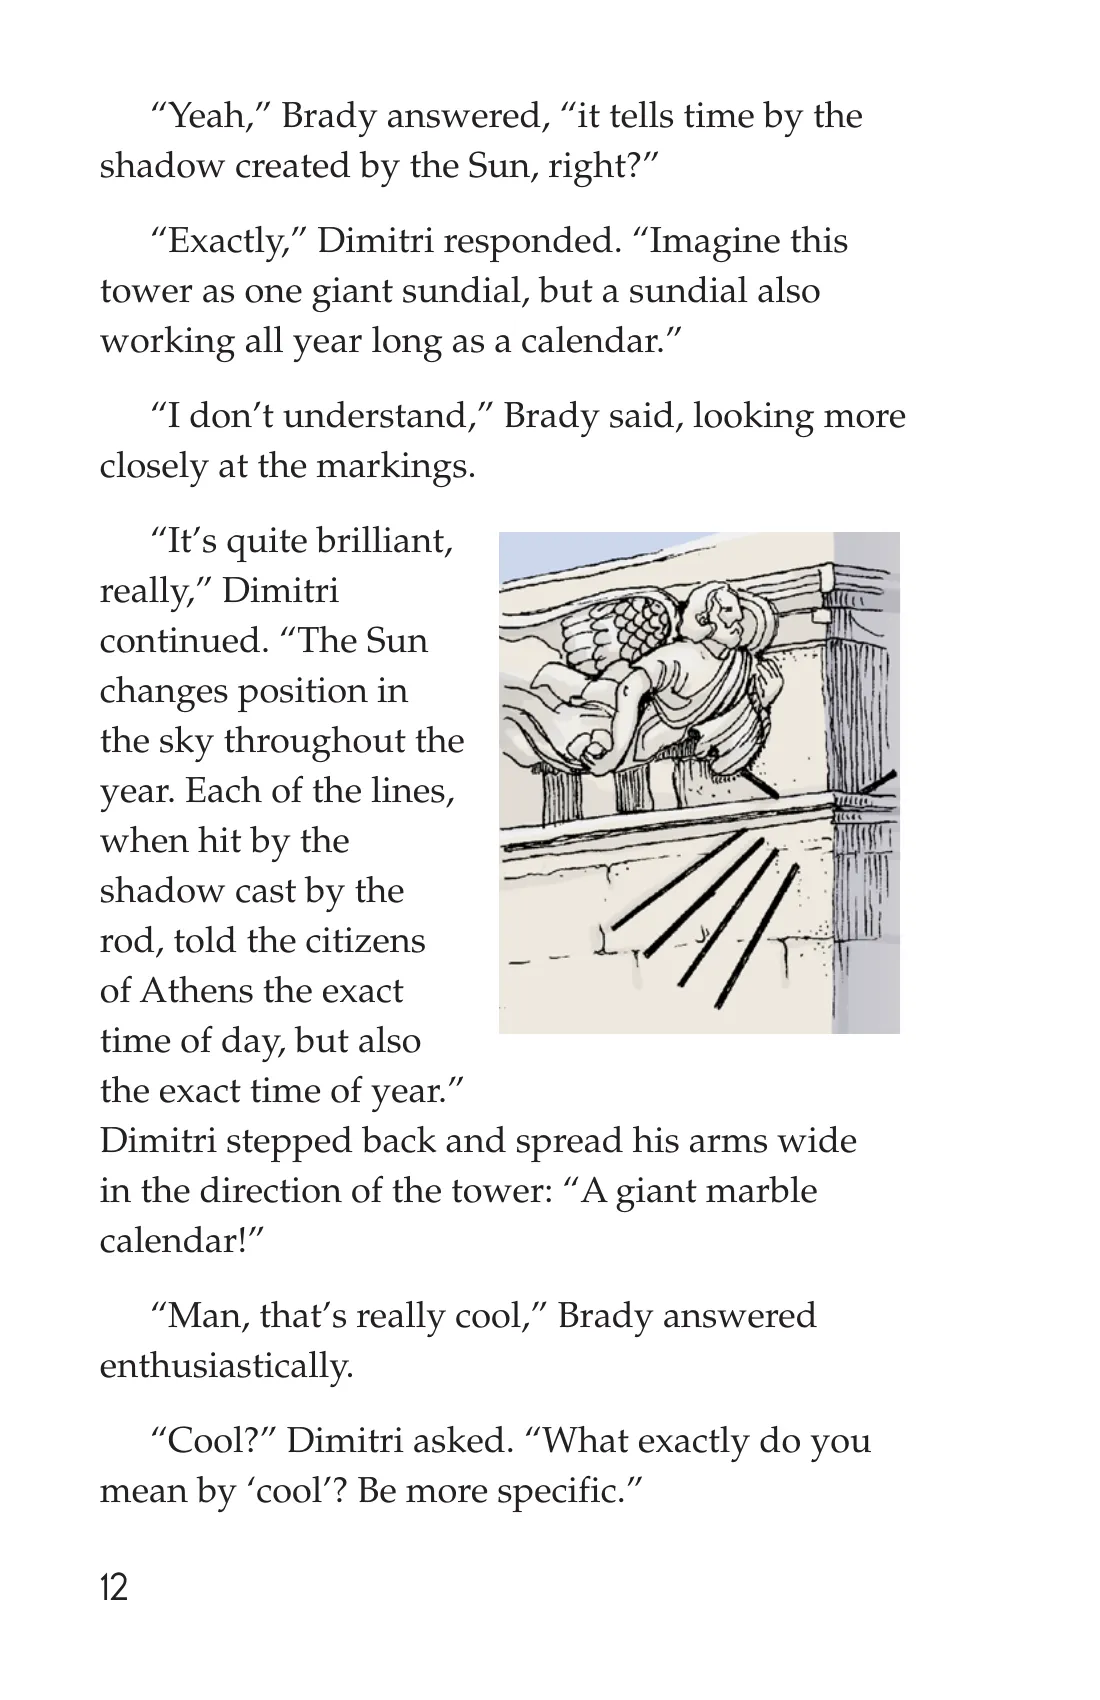 “Yeah,” Brady answered, “it tells time by the
shadow created by the Sun, right?”
“Exactly,” Dimitri responded. “Imagine this
tower as one giant sundial, but a sundial also
working all year long as a calendar.”
“I don’t understand,” Brady said, looking more
closely at the markings.
“It’s quite brilliant,
really,” Dimitri
continued. “The Sun
changes position in
the sky throughout the
year. Each of the lines,
when hit by the
shadow cast by the
rod, told the citizens
of Athens the exact
time of day, but also
the exact time of year.”
Dimitri stepped back and spread his arms wide
in the direction of the tower: “A giant marble
calendar!”
“Man, that’s really cool,” Brady answered
enthusiastically.
“Cool?” Dimitri asked. “What exactly do you
mean by ‘cool’? Be more specific.”
12